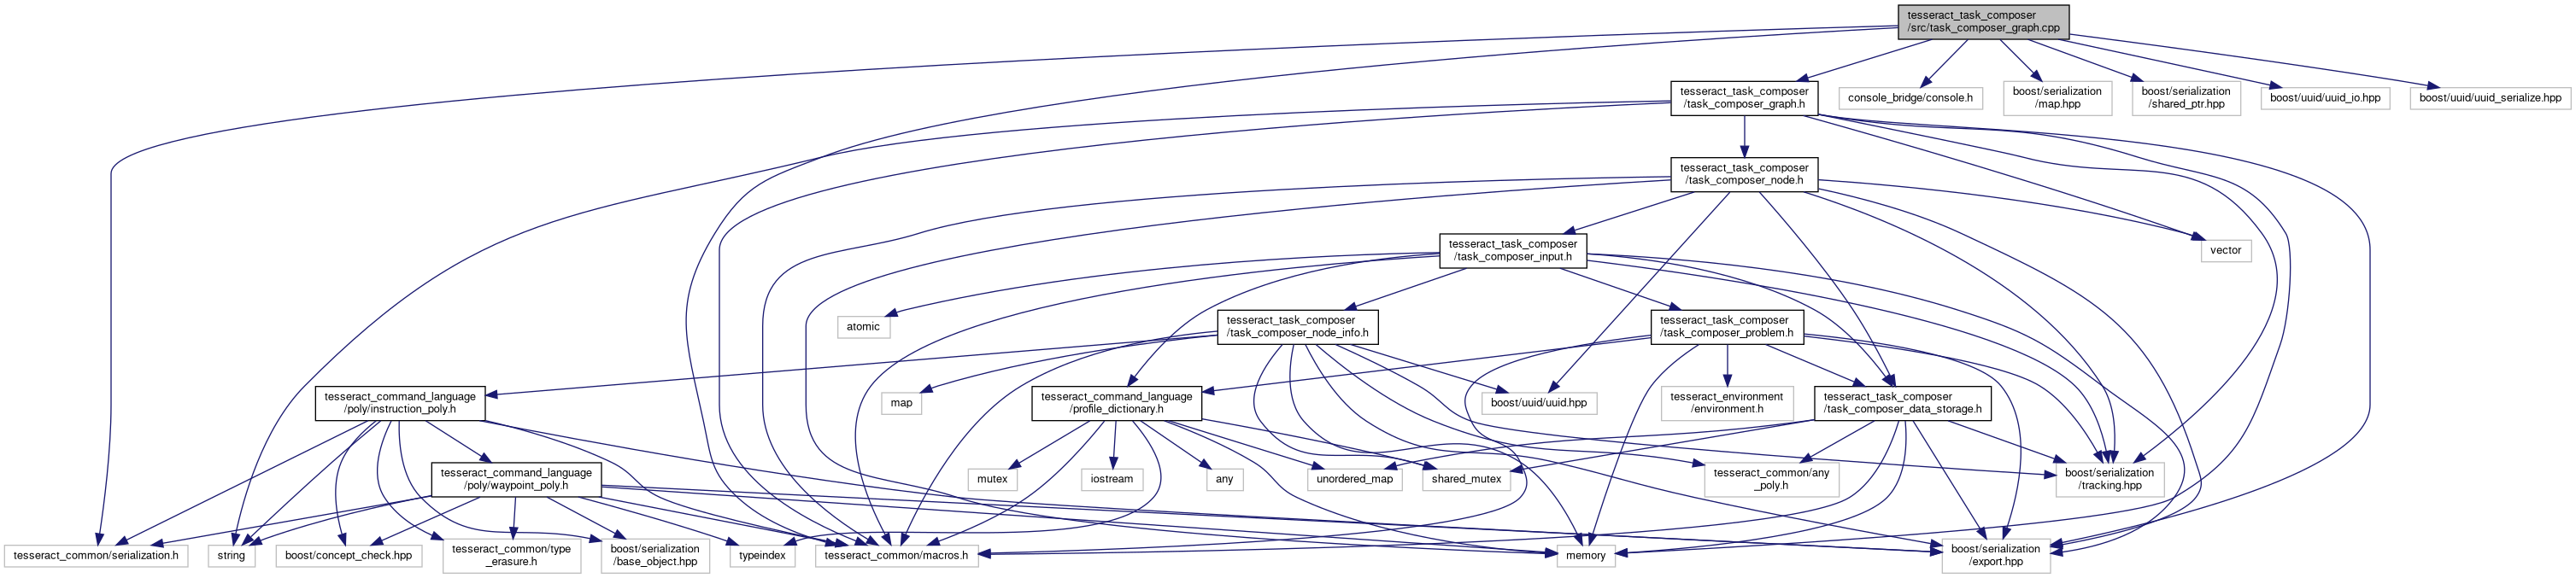 tesseract_task_composer
/src/task_composer_graph.cpp
tesseract_task_composer
/task_composer_graph.h
console_bridge/console.h
boost/serialization
/map.hpp
boost/serialization
/shared_ptr.hpp
boost/uuid/uuid_io.hpp
boost/uuid/uuid_serialize.hpp
tesseract_task_composer
/task_composer_node.h
tesseract_task_composer
/task_composer_input.h
vector
atomic
tesseract_task_composer
/task_composer_node_info.h
tesseract_task_composer
/task_composer_problem.h
tesseract_command_language
/poly/instruction_poly.h
map
tesseract_command_language
/profile_dictionary.h
boost/uuid/uuid.hpp
tesseract_environment
/environment.h
tesseract_task_composer
/task_composer_data_storage.h
tesseract_command_language
/poly/waypoint_poly.h
mutex
iostream
any
unordered_map
shared_mutex
tesseract_common/any
_poly.h
boost/serialization
/tracking.hpp
tesseract_common/serialization.h
string
boost/concept_check.hpp
tesseract_common/type
_erasure.h
boost/serialization
/base_object.hpp
typeindex
tesseract_common/macros.h
memory
boost/serialization
/export.hpp